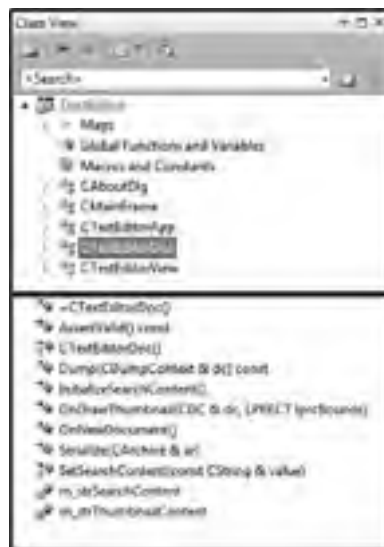 Class View
<Search>
TextEditor
Maps
Global Functions and Variables
Macros and Constants
CAboutDlg
CMainFrame
CTextEditorApp
CTextEditorDoc
CTextEditorView
~CTextEditorDoc()
AssertValid() const
CTextEditorDoc()
Dump(CDumpContext & dc) const
InitializeSearchContent()
OnDrawThumbnail(CDC & dc, LPRECT lprcBounds)
OnNewDocument()
Serialize(CArchive & ar)
SetSearchContent(const CString & value)
m_strSearchContent
m_strThumbnailContent